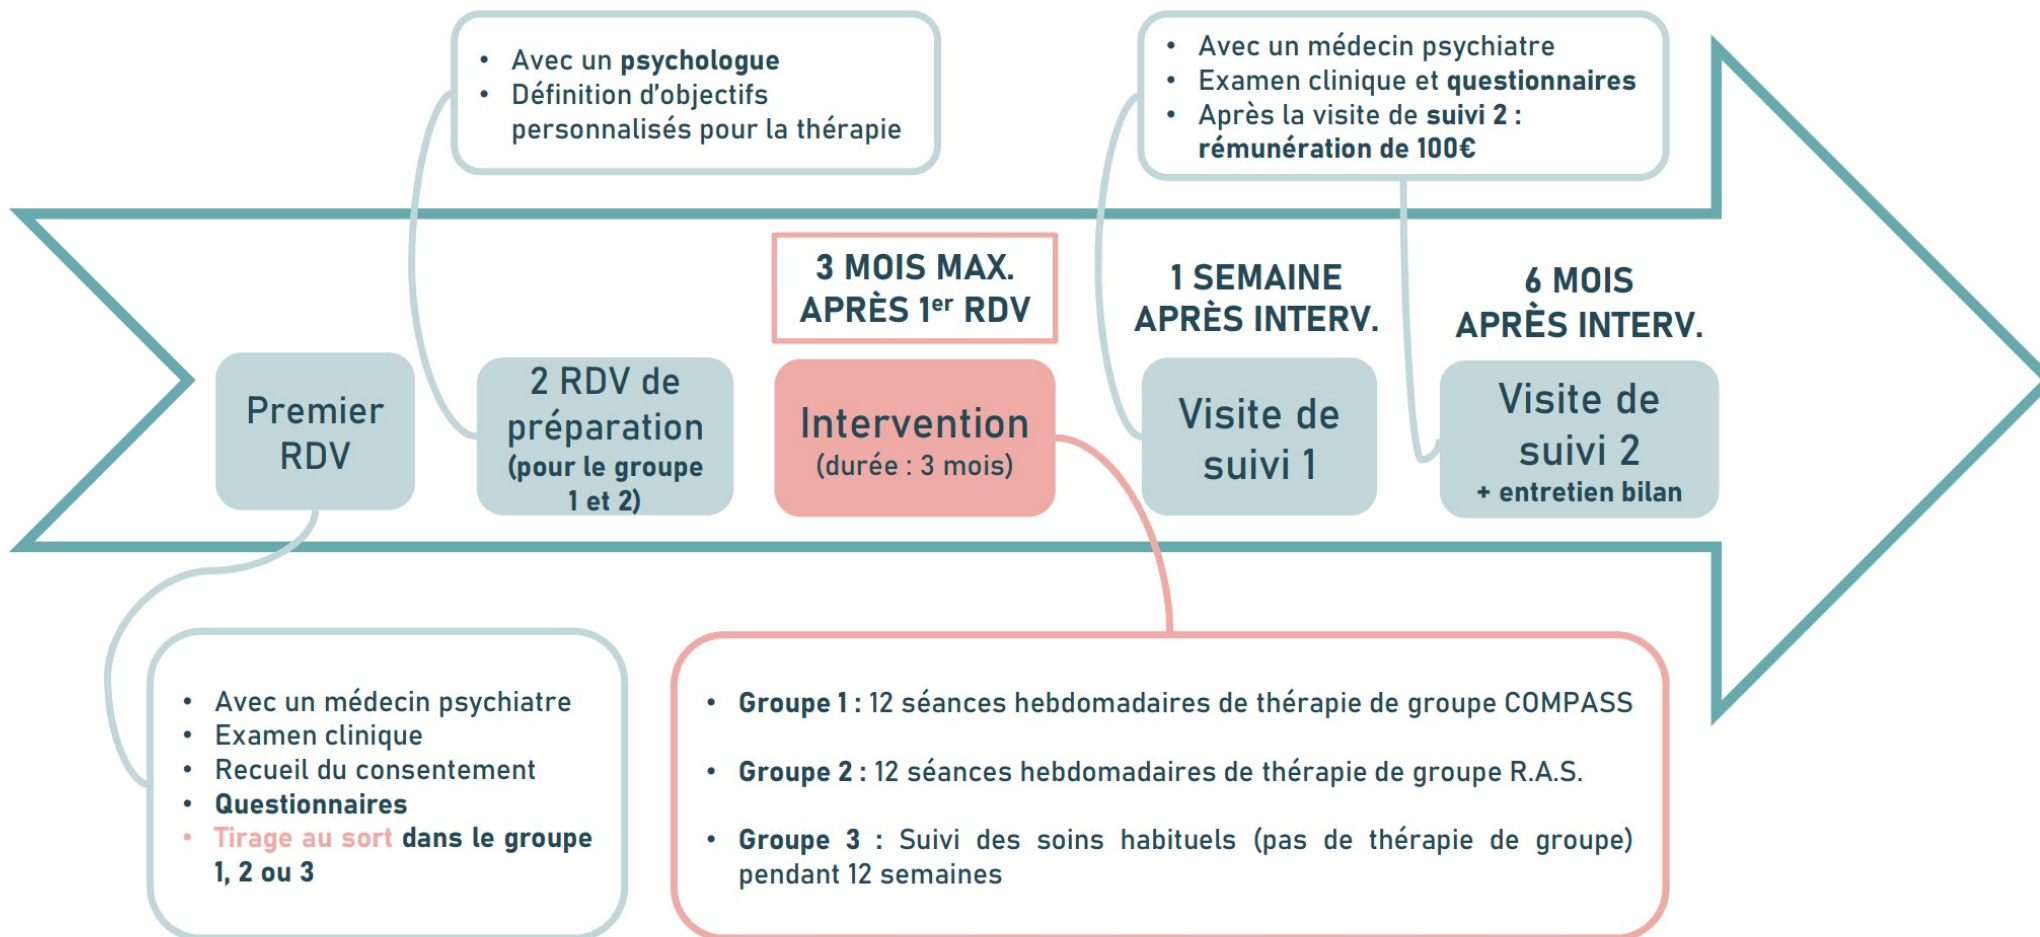 • Avec un psychologue
• Définition d'objectifs
personnalisés pour la thérapie
• Avec un médecin psychiatre
• Examen clinique et questionnaires
• Après la visite de suivi 2 :
rémunération de 100€
3 MOIS MAX.
APRÈS 1er RDV
1 SEMAINE
APRÈS INTERV.
6 MOIS
APRÈS INTERV.
Premier
RDV
2 RDV de
préparation
(pour le groupe
1 et 2)
Intervention
(durée : 3 mois)
Visite de
suivi 1
Visite de
suivi 2
+ entretien bilan
• Avec un médecin psychiatre
• Examen clinique
• Recueil du consentement
• Questionnaires
• Tirage au sort dans le groupe
1, 2 ou 3
• Groupe 1 : 12 séances hebdomadaires de thérapie de groupe COMPASS
• Groupe 2 : 12 séances hebdomadaires de thérapie de groupe R.A.S.
• Groupe 3 : Suivi des soins habituels (pas de thérapie de groupe)
pendant 12 semaines